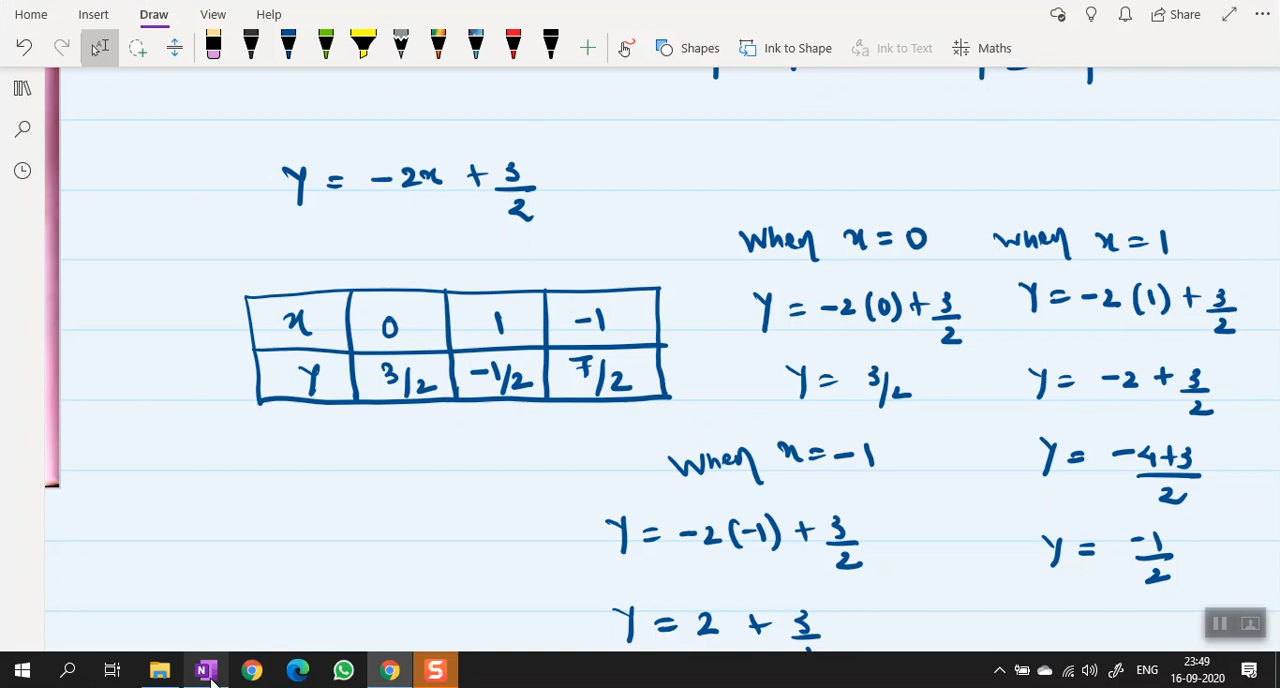 Home Insert Draw View Help
Share
Shapes Ink to Shape Ink to Text Maths
y = -2x + 3/2
x 0 1 -1
y 3/2 -1/2 7/2
When x = 0
y = -2(0) + 3/2
y = 3/2
When x = 1
y = -2(1) + 3/2
y = -2 + 3/2
y = -4+3/2
y = -1/2
When x = -1
y = -2(-1) + 3/2
y = 2 + 3
ENG
23:49
16-09-2020